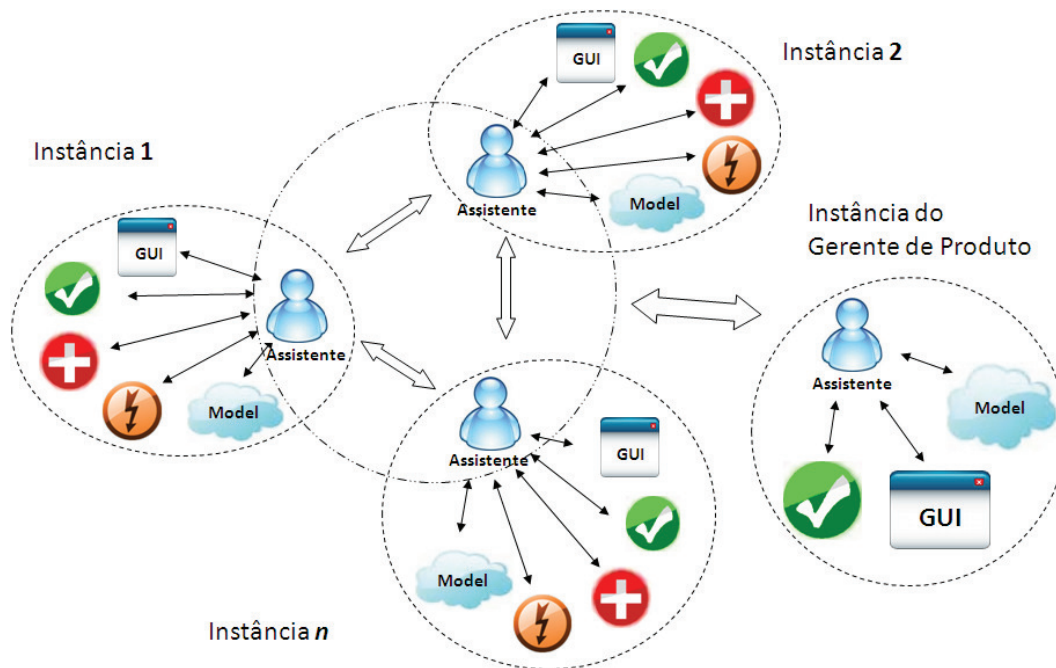 Instância 1
GUI
Assistente
Model
Instância 2
GUI
Assistente
Model
Instância do
Gerente de Produto
Assistente
Model
GUI
Assistente
GUI
Model
Instância n